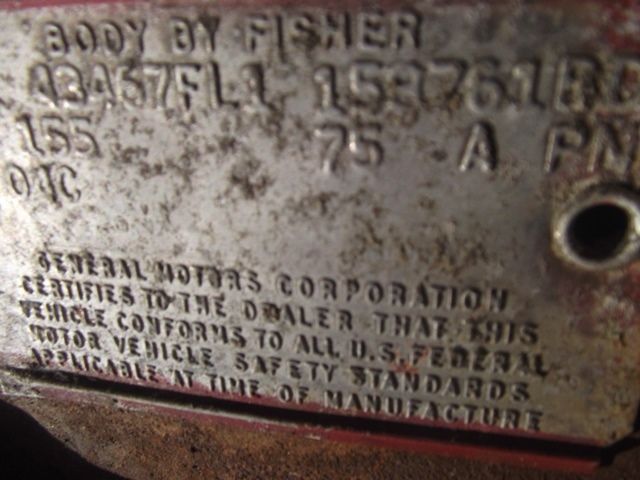 BODY BY FISHER
155 75 A PN
04C
GENERAL MOTORS CORPORATION
CERTIFIES TO THE DEALER THAT THIS
VEHICLE CONFORMS TO ALL U.S. FEDERAL
MOTOR VEHICLE SAFETY STANDARDS
APPLICABLE AT TIME OF MANUFACTURE